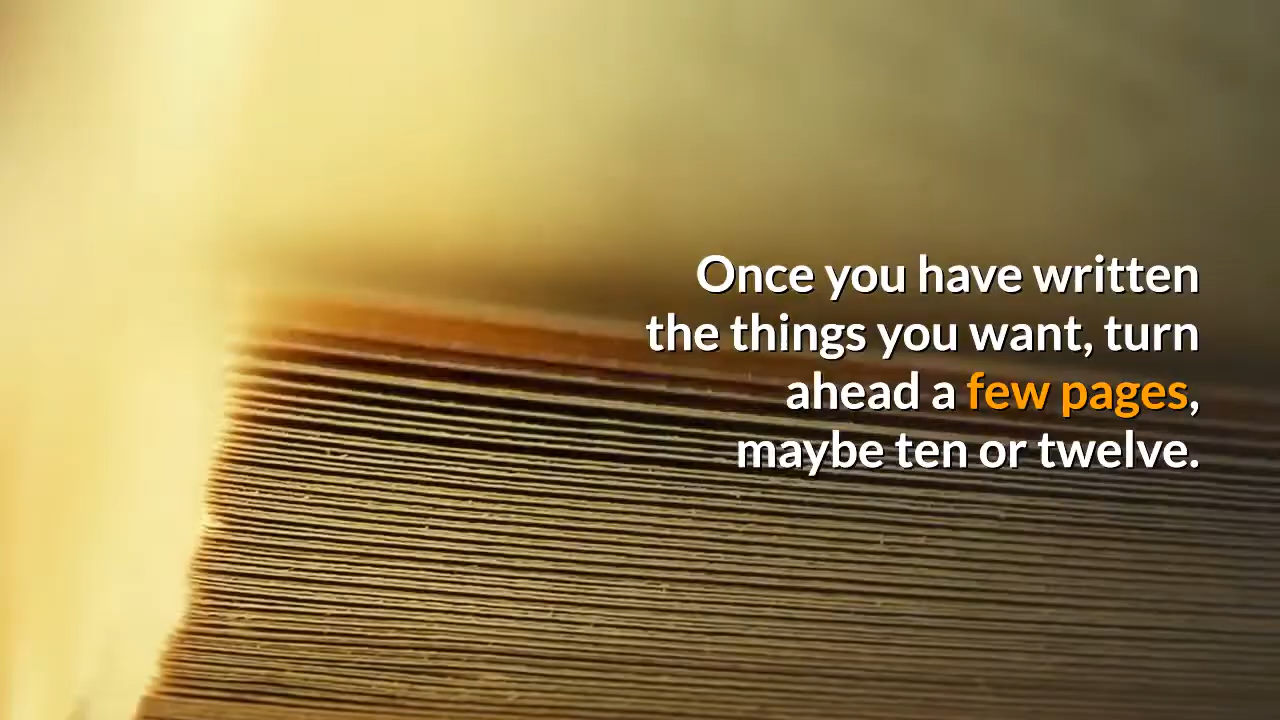 Once you have written
the things you want, turn
ahead a few pages,
maybe ten or twelve.